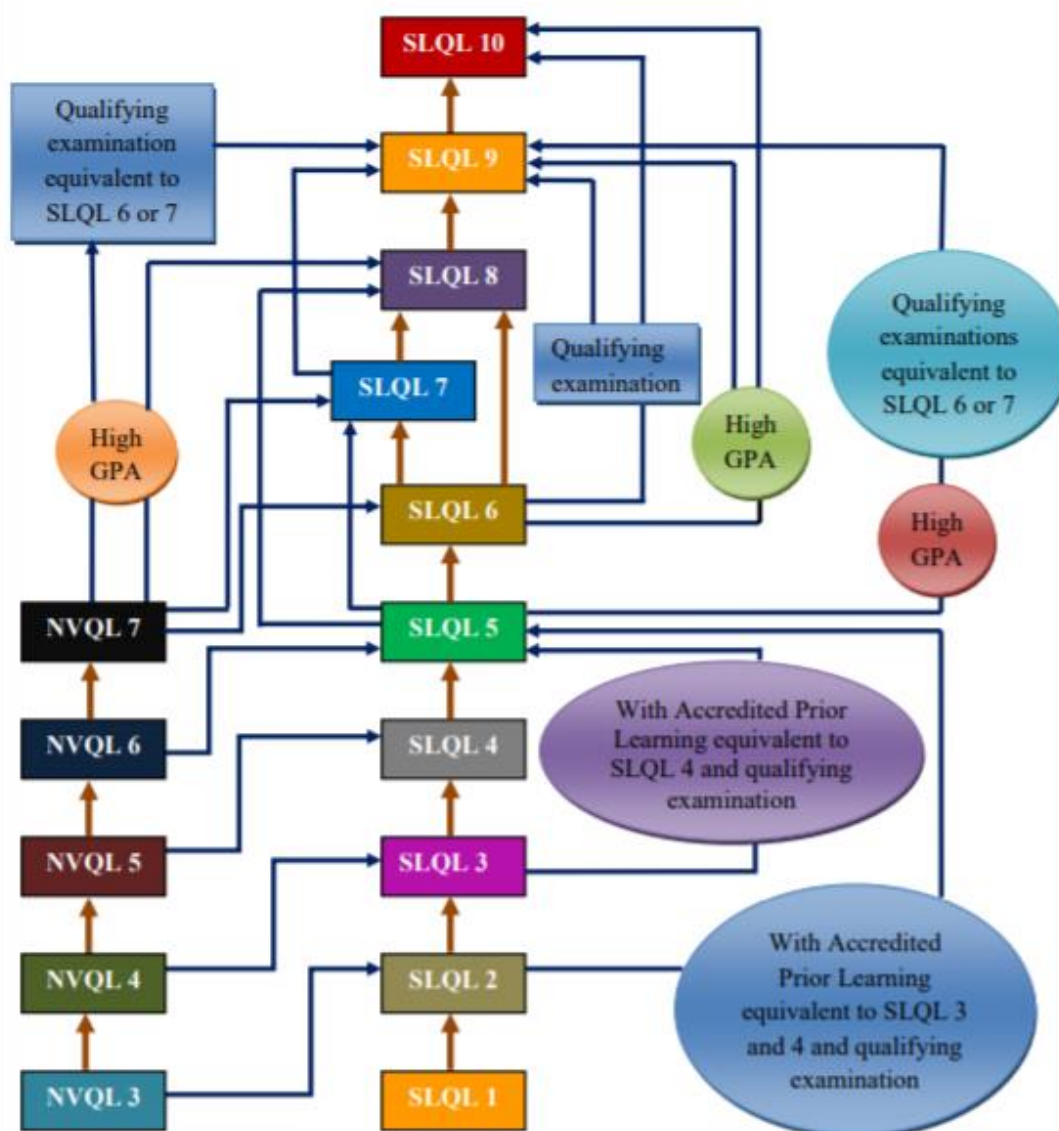 SLQL 10
Qualifying
examination
equivalent to
SLQL 6 or 7
SLQL 9
SLQL 8
Qualifying
examinations
equivalent to
SLQL 6 or 7
Qualifying
examination
SLQL 7
High
GPA
High
GPA
SLQL 6
High
GPA
NVQL 7
SLQL 5
With Accredited Prior
Learning equivalent to
SLQL 4 and qualifying
examination
NVQL 6
SLQL 4
NVQL 5
SLQL 3
With Accredited
Prior Learning
equivalent to SLQL 3
and 4 and qualifying
examination
NVQL 4
SLQL 2
NVQL 3
SLQL 1